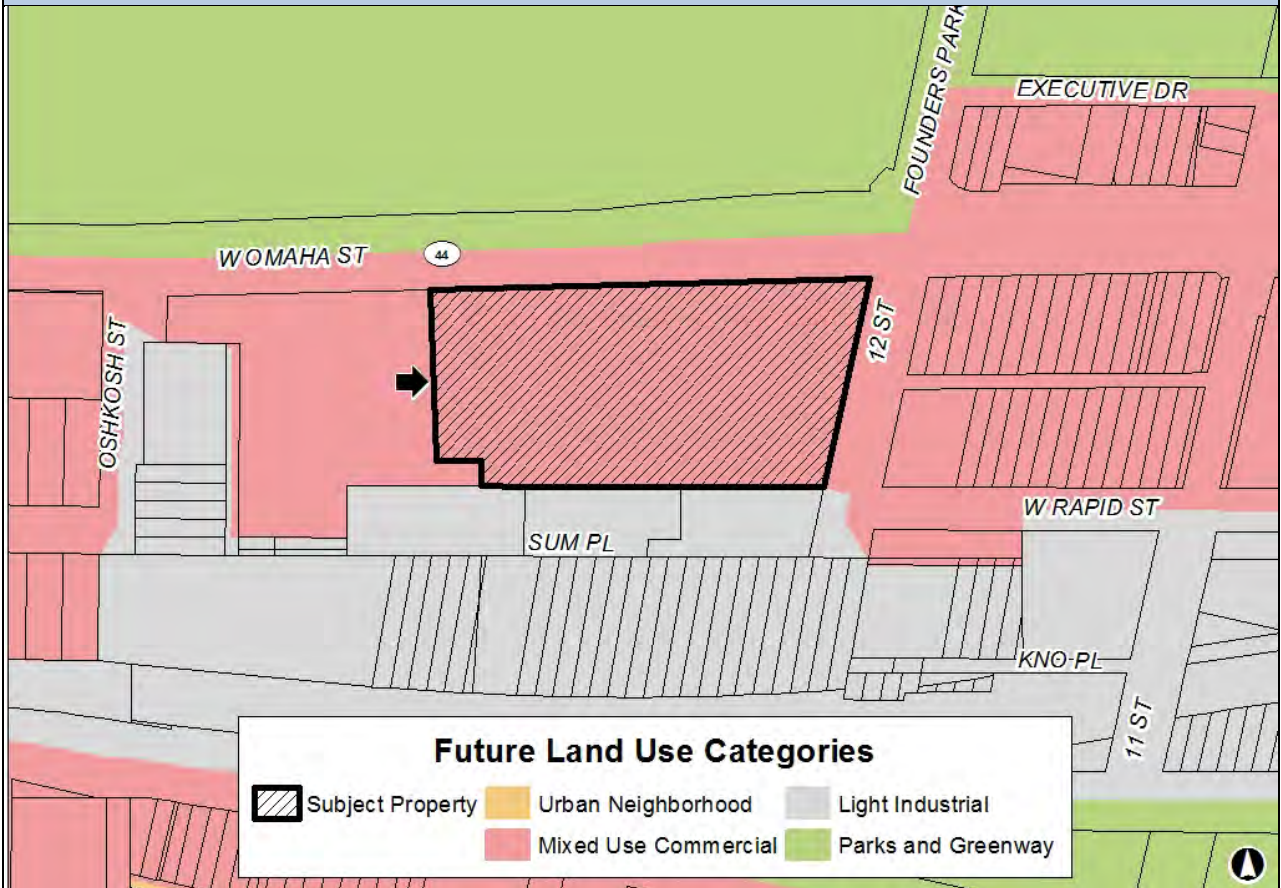 FOUNDERS PARK
EXECUTIVE DR
W OMAHA ST
44
12 ST
OSHKOSH ST
W RAPID ST
SUM PL
KNO PL
11 ST
Future Land Use Categories
Subject Property
Urban Neighborhood
Light Industrial
Mixed Use Commercial
Parks and Greenway